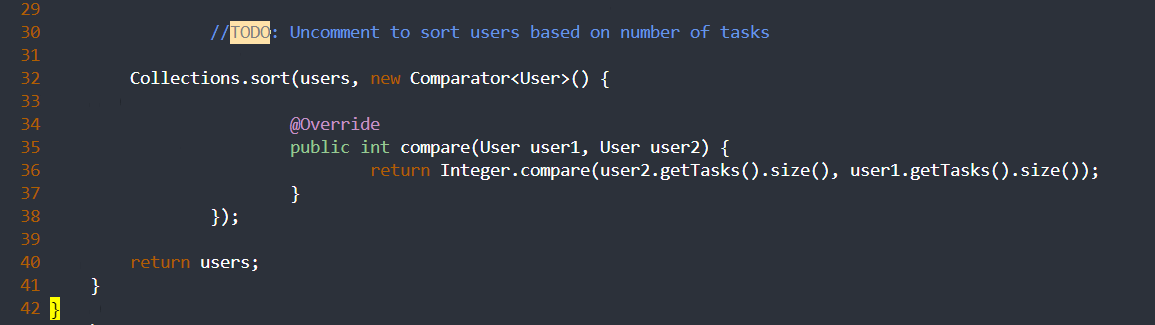 29
30 //TODO: Uncomment to sort users based on number of tasks
31
32 Collections.sort(users, new Comparator<User>() {
33
34 @Override
35 public int compare(User user1, User user2) {
36 return Integer.compare(user2.getTasks().size(), user1.getTasks().size());
37 }
38 });
39
40 return users;
41 }
42 }